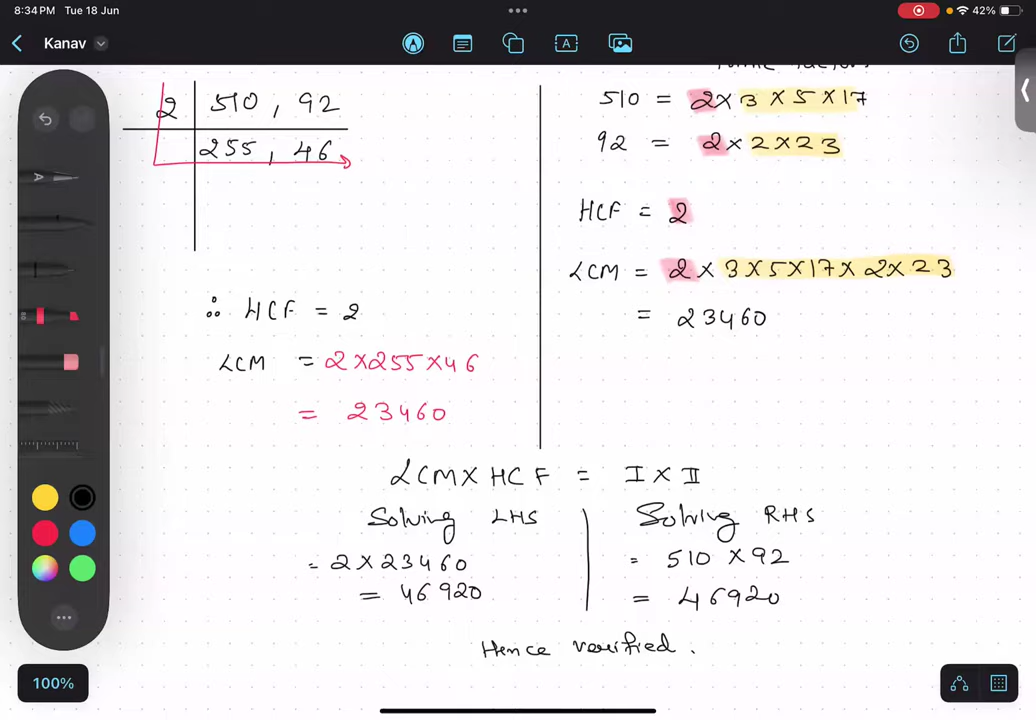 8:34 PM Tue 18 Jun
42%
Kanav
2 | 510 , 92
255 , 46
∴ HCF = 2
LCM = 2×255×46
= 23460
510 = 2×3×5×17
92 = 2×2×23
HCF = 2
LCM = 2×3×5×17×2×23
= 23460
LCM×HCF = I×II
Solving LHS
= 2×23460
= 46920
Solving RHS
= 510×92
= 46920
Hence verified.
100%